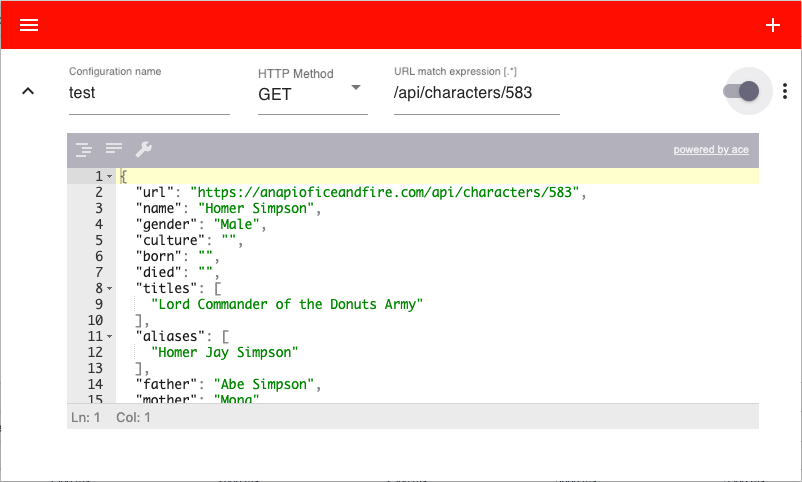 Configuration name
HTTP Method
URL match expression [.*]
test
GET
/api/characters/583
powered by ace
1 {
2 "url": "https://anapioficeandfire.com/api/characters/583",
3 "name": "Homer Simpson",
4 "gender": "Male",
5 "culture": "",
6 "born": "",
7 "died": "",
8 "titles": [
9 "Lord Commander of the Donuts Army"
10 ],
11 "aliases": [
12 "Homer Jay Simpson"
13 ],
14 "father": "Abe Simpson",
15 "mother": "Mona"
Ln: 1 Col: 1